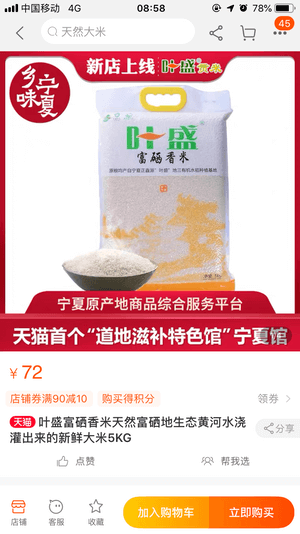 中国移动 4G 08:58 78%
天然大米
45
乡味宁夏
新店上线 叶盛贡米
叶盛
富硒香米
宁夏原产地商品综合服务平台
天猫首个“道地滋补特色馆”宁夏馆
￥72
店铺券满90减10 购买得积分 领券
天猫 叶盛富硒香米天然富硒地生态黄河水浇
灌出来的新鲜大米5KG
分享
点赞 帮我选
店铺 客服 收藏 加入购物车 立即购买